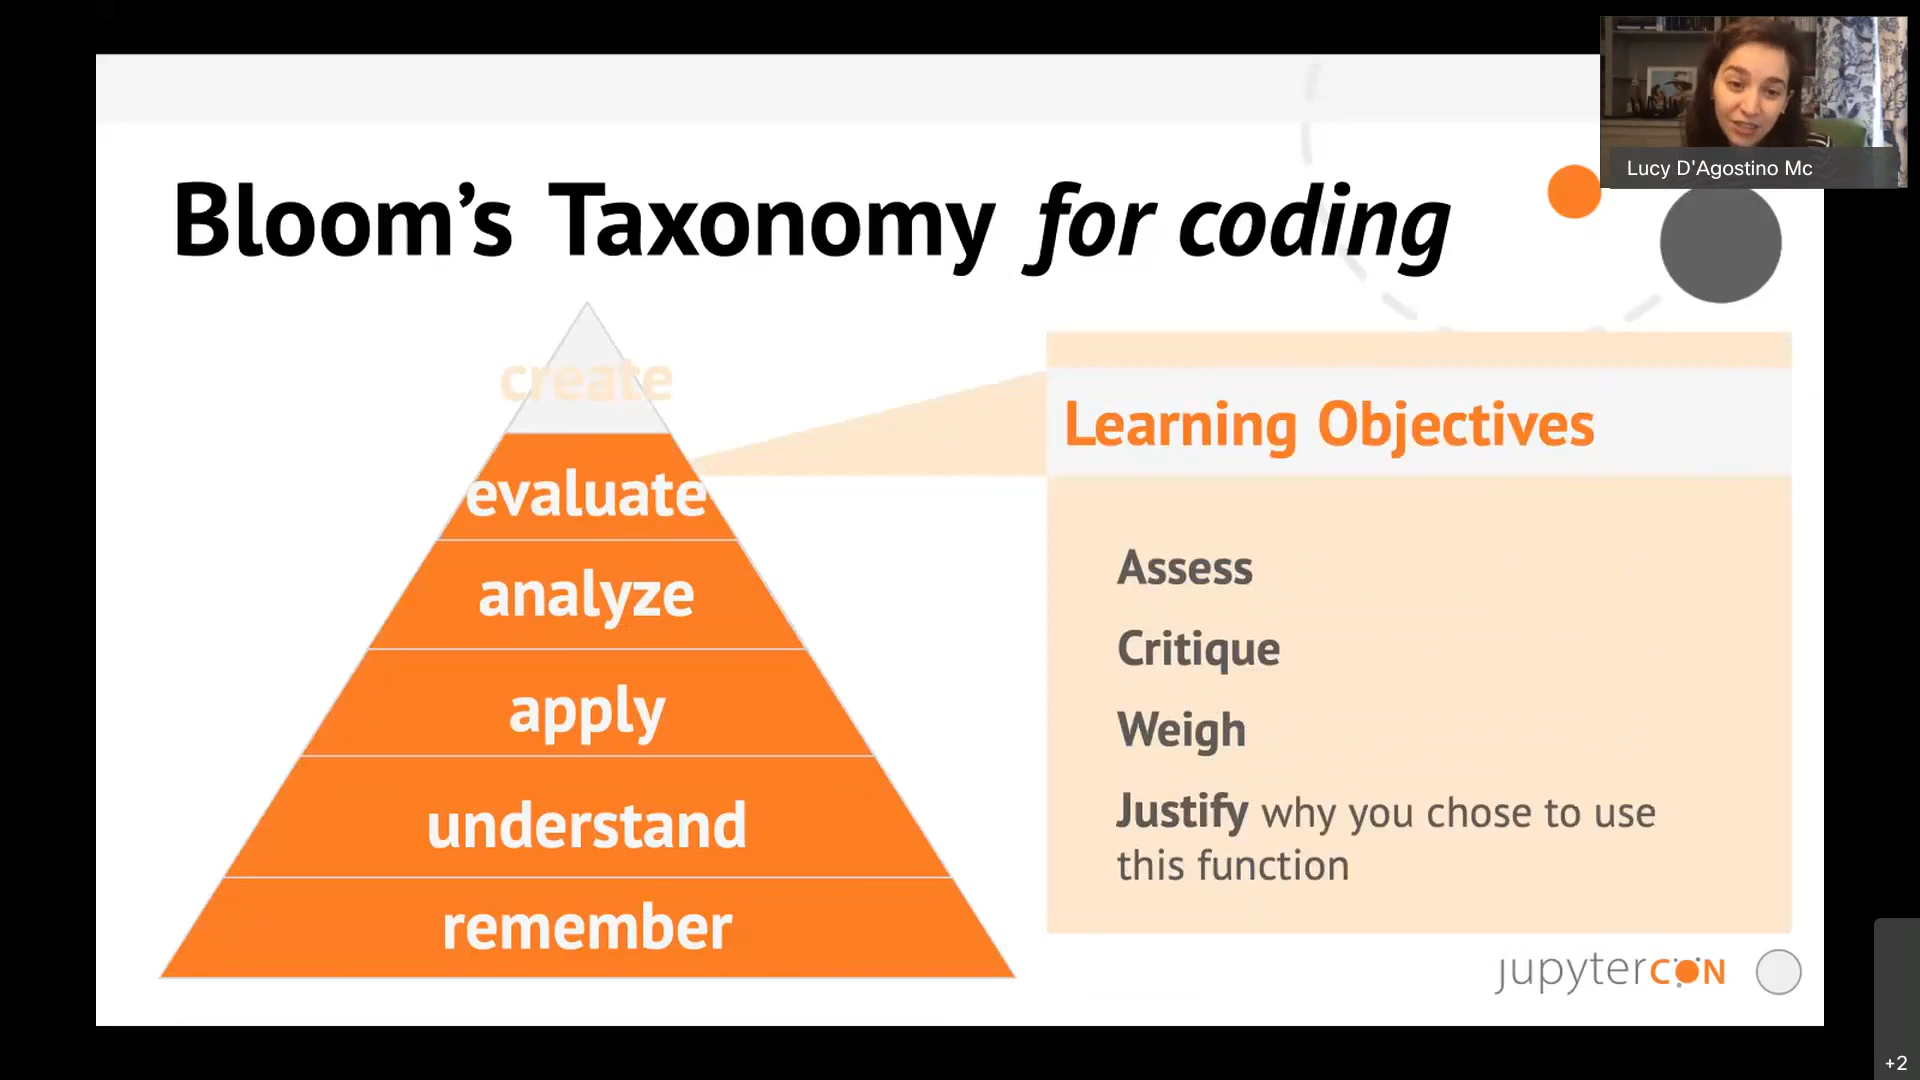 Lucy D'Agostino Mc
Bloom's Taxonomy for coding
create
evaluate
analyze
apply
understand
remember
Learning Objectives
Assess
Critique
Weigh
Justify why you chose to use
this function
jupyterCON
+2